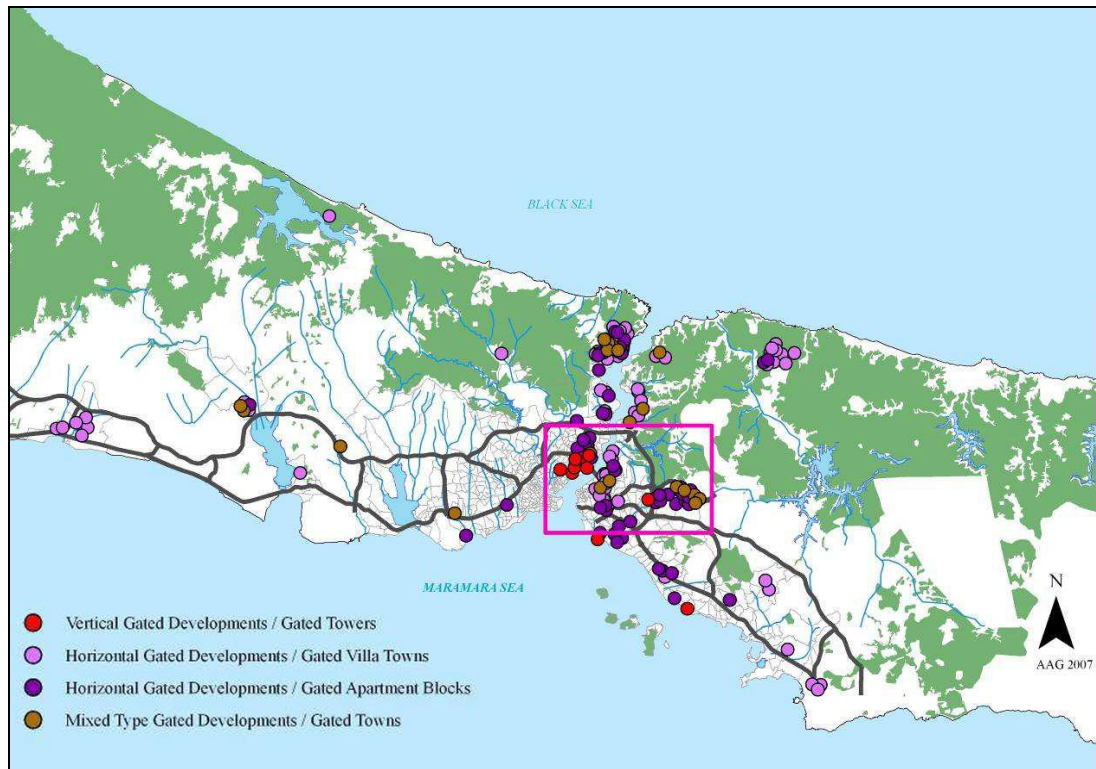 BLACK SEA
MARAMARA SEA
N
AAG 2007
Vertical Gated Developments / Gated Towers
Horizontal Gated Developments / Gated Villa Towns
Horizontal Gated Developments / Gated Apartment Blocks
Mixed Type Gated Developments / Gated Towns